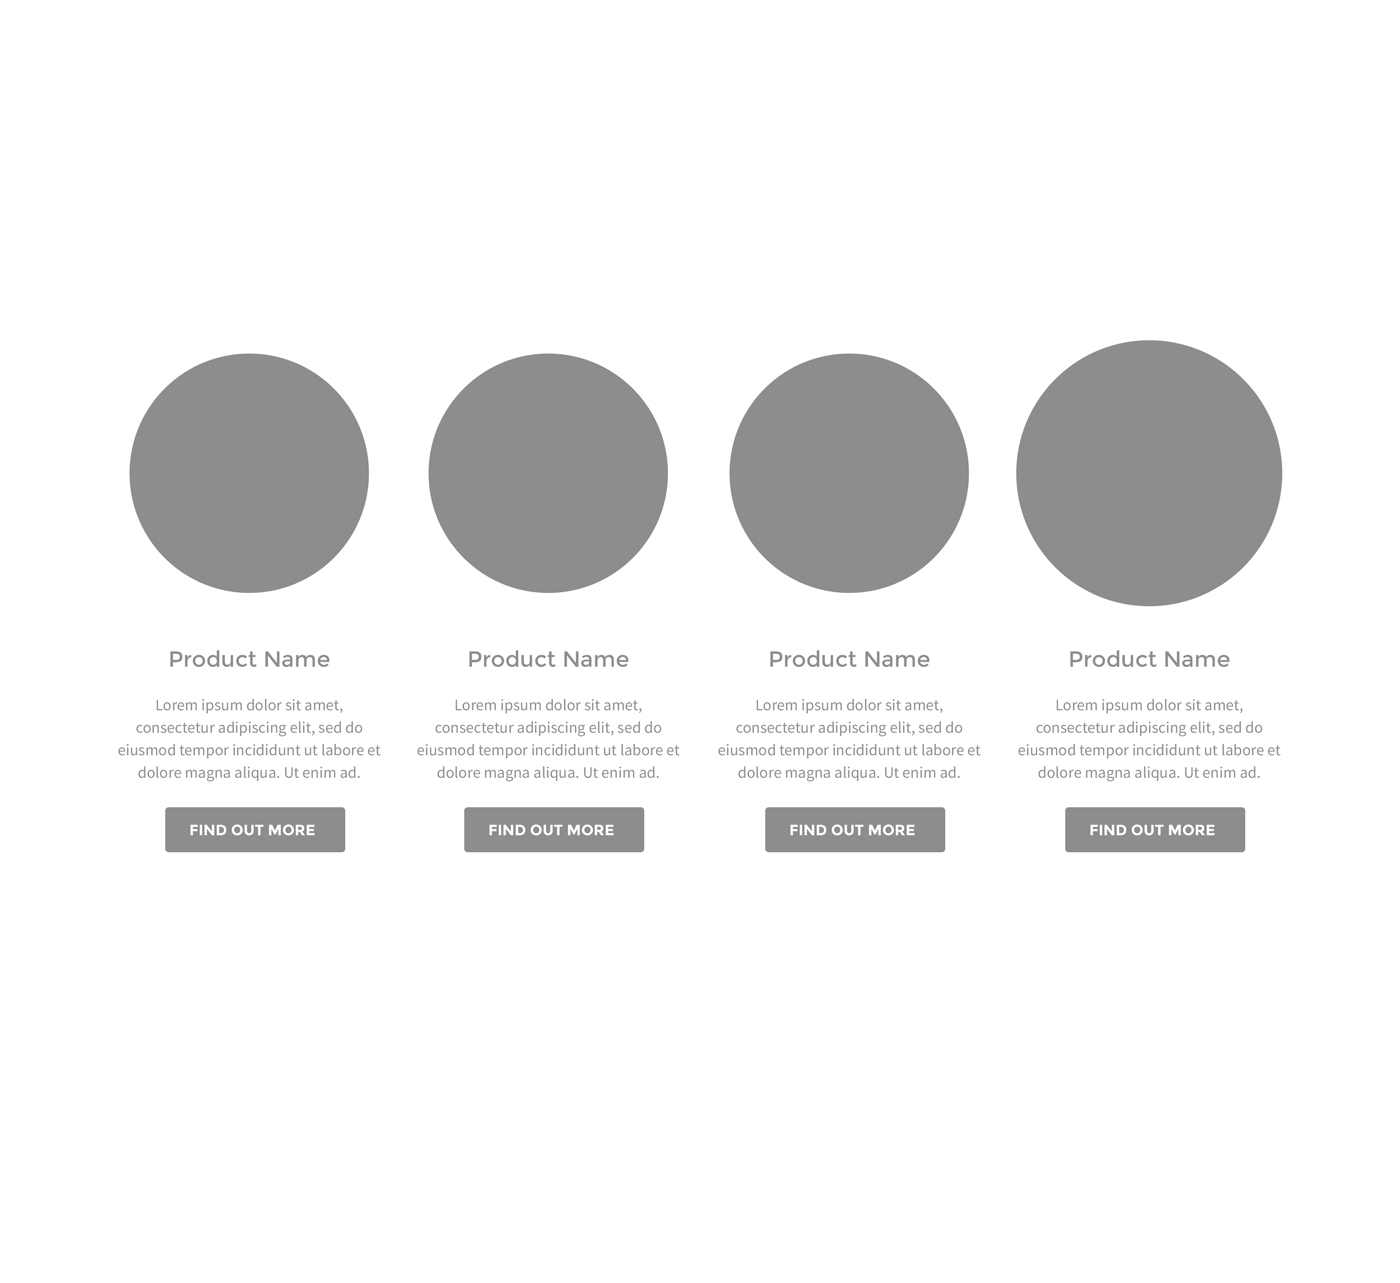 Product Name
Lorem ipsum dolor sit amet,
consectetur adipiscing elit, sed do
eiusmod tempor incididunt ut labore et
dolore magna aliqua. Ut enim ad.
FIND OUT MORE
Product Name
Lorem ipsum dolor sit amet,
consectetur adipiscing elit, sed do
eiusmod tempor incididunt ut labore et
dolore magna aliqua. Ut enim ad.
FIND OUT MORE
Product Name
Lorem ipsum dolor sit amet,
consectetur adipiscing elit, sed do
eiusmod tempor incididunt ut labore et
dolore magna aliqua. Ut enim ad.
FIND OUT MORE
Product Name
Lorem ipsum dolor sit amet,
consectetur adipiscing elit, sed do
eiusmod tempor incididunt ut labore et
dolore magna aliqua. Ut enim ad.
FIND OUT MORE